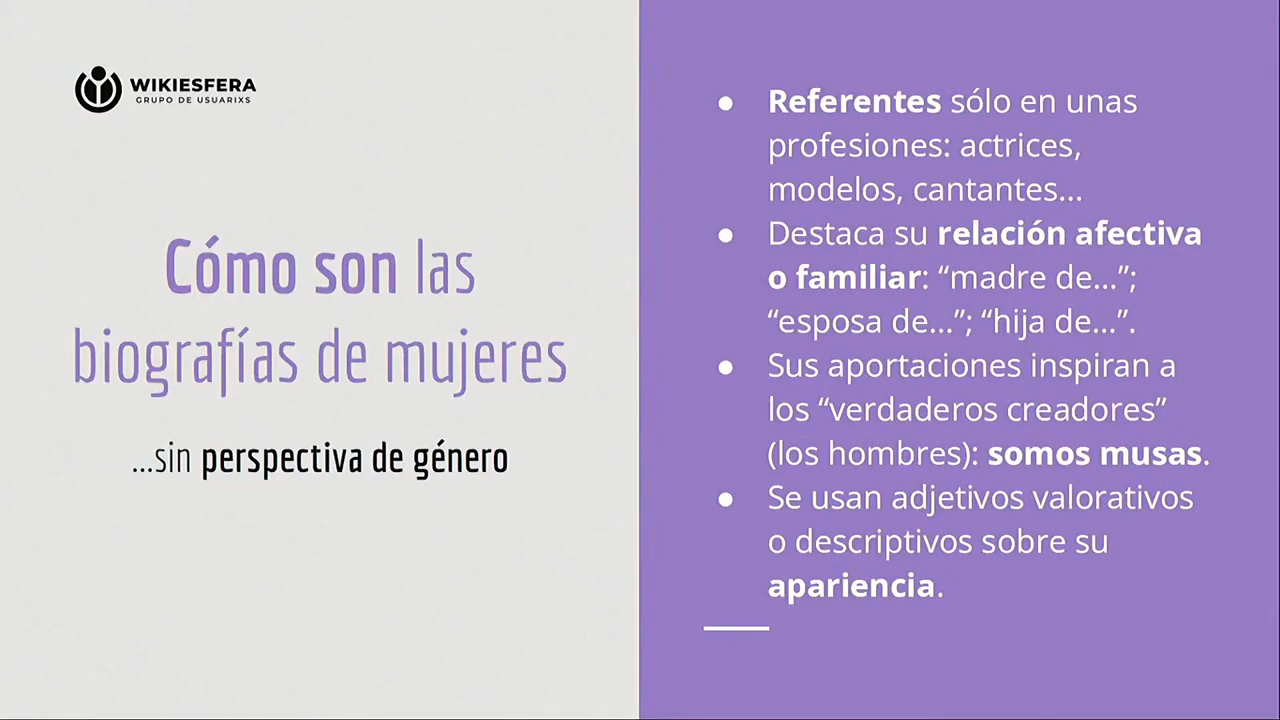 WIKIESFERA
GRUPO DE USUARIXS
Cómo son las
biografías de mujeres
...sin perspectiva de género
● Referentes sólo en unas
profesiones: actrices,
modelos, cantantes...
● Destaca su relación afectiva
o familiar: “madre de...”;
“esposa de...”; “hija de...”.
● Sus aportaciones inspiran a
los “verdaderos creadores”
(los hombres): somos musas.
● Se usan adjetivos valorativos
o descriptivos sobre su
apariencia.